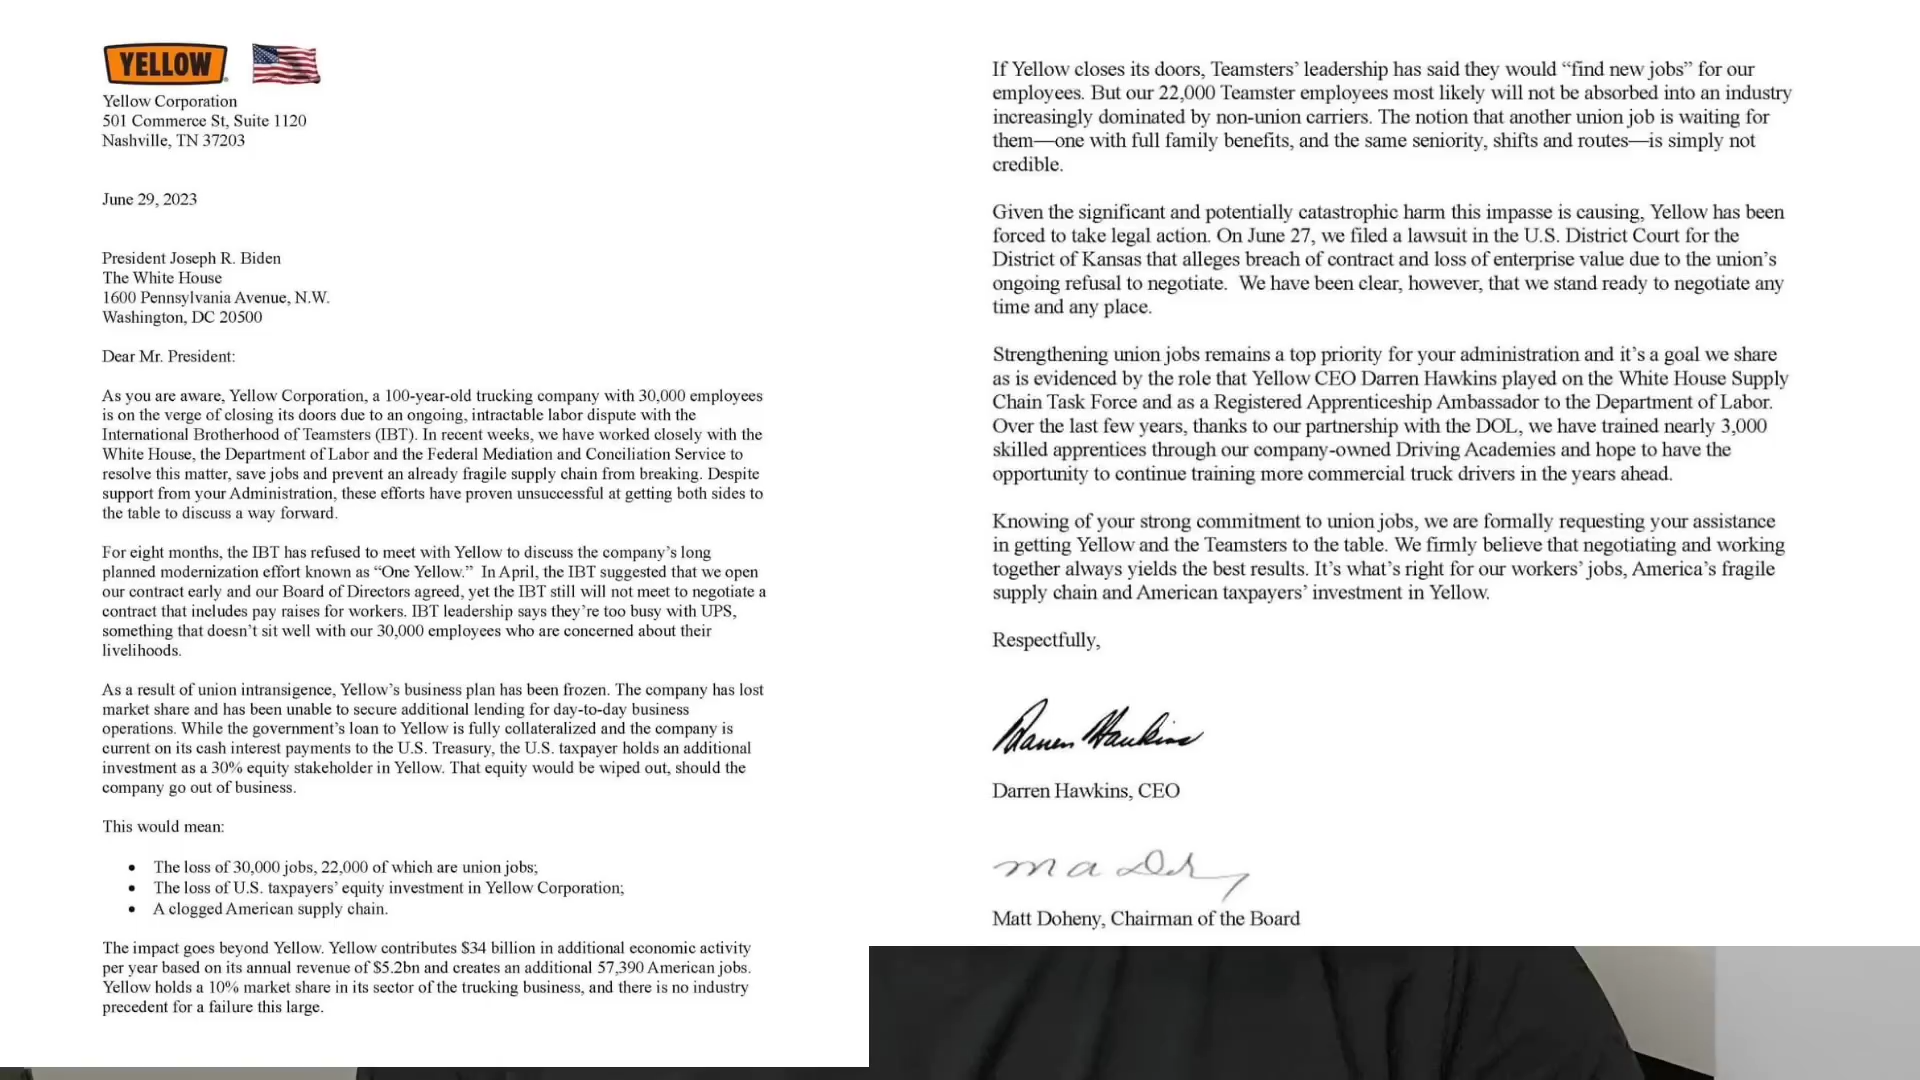 YELLOW
Yellow Corporation
501 Commerce St, Suite 1120
Nashville, TN 37203
June 29, 2023
President Joseph R. Biden
The White House
1600 Pennsylvania Avenue, N.W.
Washington, DC 20500
Dear Mr. President:
As you are aware, Yellow Corporation, a 100-year-old trucking company with 30,000 employees
is on the verge of closing its doors due to an ongoing, intractable labor dispute with the
International Brotherhood of Teamsters (IBT). In recent weeks, we have worked closely with the
White House, the Department of Labor and the Federal Mediation and Conciliation Service to
resolve this matter, save jobs and prevent an already fragile supply chain from breaking. Despite
support from your Administration, these efforts have proven unsuccessful at getting both sides to
the table to discuss a way forward.
For eight months, the IBT has refused to meet with Yellow to discuss the company's long
planned modernization effort known as “One Yellow.”  In April, the IBT suggested that we open
our contract early and our Board of Directors agreed, yet the IBT still will not meet to negotiate a
contract that includes pay raises for workers. IBT leadership says they're too busy with UPS,
something that doesn't sit well with our 30,000 employees who are concerned about their
livelihoods.
As a result of union intransigence, Yellow's business plan has been frozen. The company has lost
market share and has been unable to secure additional lending for day-to-day business
operations. While the government's loan to Yellow is fully collateralized and the company is
current on its cash interest payments to the U.S. Treasury, the U.S. taxpayer holds an additional
investment as a 30% equity stakeholder in Yellow. That equity would be wiped out, should the
company go out of business.
This would mean:
• The loss of 30,000 jobs, 22,000 of which are union jobs;
• The loss of U.S. taxpayers' equity investment in Yellow Corporation;
• A clogged American supply chain.
The impact goes beyond Yellow. Yellow contributes $34 billion in additional economic activity
per year based on its annual revenue of $5.2bn and creates an additional 57,390 American jobs.
Yellow holds a 10% market share in its sector of the trucking business, and there is no industry
precedent for a failure this large.
If Yellow closes its doors, Teamsters' leadership has said they would “find new jobs” for our
employees. But our 22,000 Teamster employees most likely will not be absorbed into an industry
increasingly dominated by non-union carriers. The notion that another union job is waiting for
them—one with full family benefits, and the same seniority, shifts and routes—is simply not
credible.
Given the significant and potentially catastrophic harm this impasse is causing, Yellow has been
forced to take legal action. On June 27, we filed a lawsuit in the U.S. District Court for the
District of Kansas that alleges breach of contract and loss of enterprise value due to the union's
ongoing refusal to negotiate.  We have been clear, however, that we stand ready to negotiate any
time and any place.
Strengthening union jobs remains a top priority for your administration and it's a goal we share
as is evidenced by the role that Yellow CEO Darren Hawkins played on the White House Supply
Chain Task Force and as a Registered Apprenticeship Ambassador to the Department of Labor.
Over the last few years, thanks to our partnership with the DOL, we have trained nearly 3,000
skilled apprentices through our company-owned Driving Academies and hope to have the
opportunity to continue training more commercial truck drivers in the years ahead.
Knowing of your strong commitment to union jobs, we are formally requesting your assistance
in getting Yellow and the Teamsters to the table. We firmly believe that negotiating and working
together always yields the best results. It's what's right for our workers' jobs, America's fragile
supply chain and American taxpayers' investment in Yellow.
Respectfully,
Darren Hawkins
Darren Hawkins, CEO
Matt Doheny, Chairman of the Board